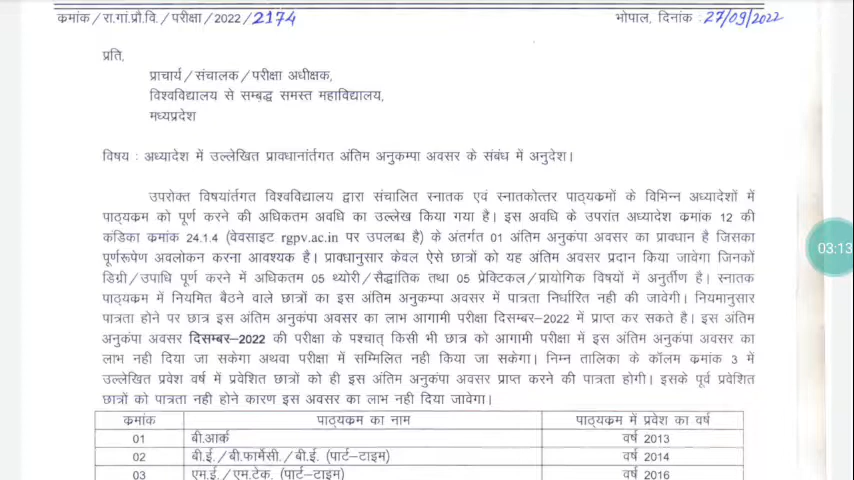 क्रमांक/रा.गां.प्रौ.वि./परीक्षा/2022/2174 भोपाल, दिनांक :27/09/2022
प्रति,
प्राचार्य/संचालक/परीक्षा अधीक्षक,
विश्वविद्यालय से सम्बद्ध समस्त महाविद्यालय,
मध्यप्रदेश
विषय : अध्यादेश में उल्लेखित प्रावधानांर्तगत अंतिम अनुकम्पा अवसर के संबंध में अनुदेश।
उपरोक्त विषयांर्तगत विश्वविद्यालय द्वारा संचालित स्नातक एवं स्नातकोत्तर पाठ्यक्रमों के विभिन्न अध्यादेशों में
पाठ्यक्रम को पूर्ण करने की अधिकतम अवधि का उल्लेख किया गया है। इस अवधि के उपरांत अध्यादेश क्रमांक 12 की
कंडिका क्रमांक 24.1.4 (वेवसाइट rgpv.ac.in पर उपलब्ध है) के अंतर्गत 01 अंतिम अनुकंपा अवसर का प्रावधान है जिसका
पूर्णरूपेण अवलोकन करना आवश्यक है। प्रावधानुसार केवल ऐसे छात्रों को यह अंतिम अवसर प्रदान किया जावेगा जिनकों
डिग्री/उपाधि पूर्ण करने में अधिकतम 05 थ्योरी/सैद्धांतिक तथा 05 प्रेक्टिकल/प्रायोगिक विषयों में अनुर्तीण है। स्नातक
पाठ्यक्रम में नियमित बैठने वाले छात्रों का इस अंतिम अनुकम्पा अवसर में पात्रता निर्धारित नही की जावेगी। नियमानुसार
पात्रता होने पर छात्र इस अंतिम अनुकंपा अवसर का लाभ आगामी परीक्षा दिसम्बर–2022 में प्राप्त कर सकते है। इस अंतिम
अनुकंपा अवसर दिसम्बर–2022 की परीक्षा के पश्चात् किसी भी छात्र को आगामी परीक्षा में इस अंतिम अनुकंपा अवसर का
लाभ नही दिया जा सकेगा अथवा परीक्षा में सम्मिलित नही किया जा सकेगा। निम्न तालिका के कॉलम क्रमांक 3 में
उल्लेखित प्रवेश वर्ष में प्रवेशित छात्रों को ही इस अंतिम अनुकंपा अवसर प्राप्त करने की पात्रता होगी। इसके पूर्व प्रवेशित
छात्रों को पात्रता नही होने कारण इस अवसर का लाभ नही दिया जावेगा।
क्रमांक पाठ्यक्रम का नाम पाठ्यक्रम में प्रवेश का वर्ष
01 बी.आर्क वर्ष 2013
02 बी.ई./बी.फार्मेसी./बी.ई. (पार्ट–टाइम) वर्ष 2014
03 एम.ई./एम.टेक. (पार्ट–टाइम) वर्ष 2016
03:13